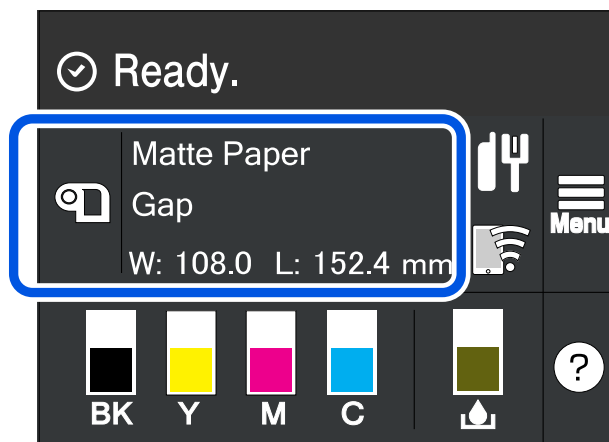 Ready.
Matte Paper
Gap
W: 108.0 L: 152.4 mm
Menu
BK Y M C
?